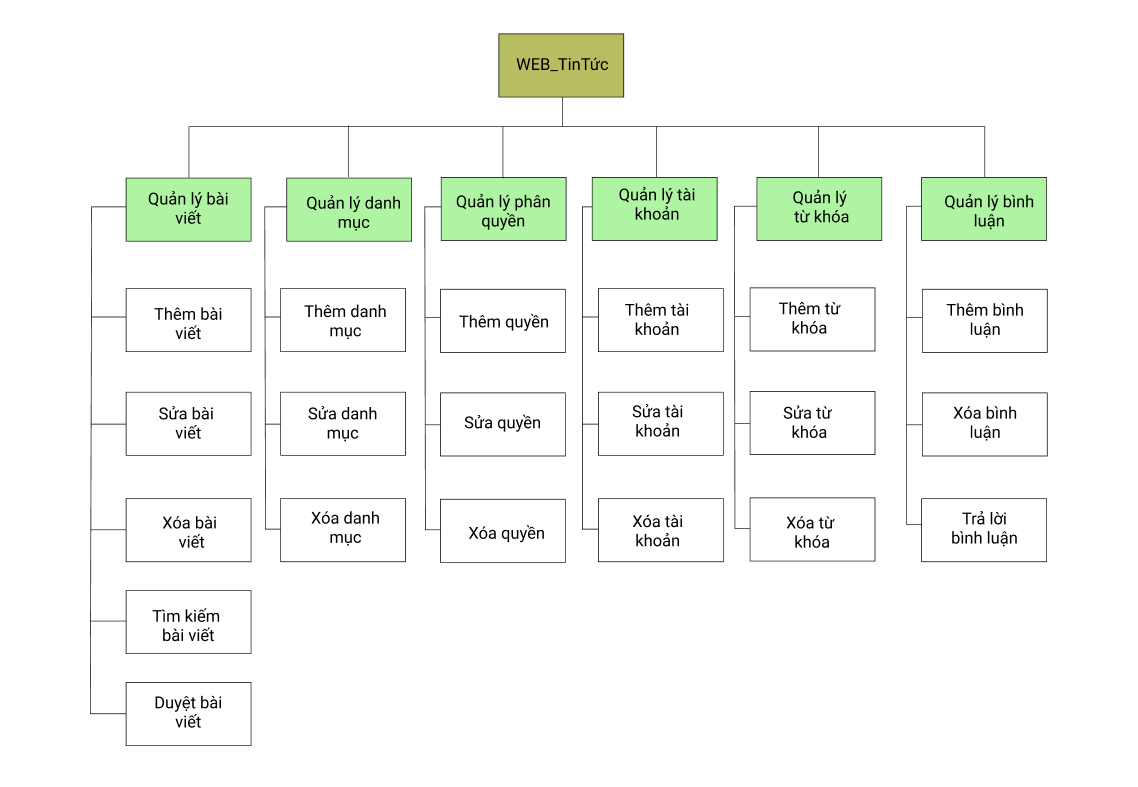 WEB_TinTức
Quản lý bài
viết
Quản lý danh
mục
Quản lý phân
quyền
Quản lý tài
khoản
Quản lý
từ khóa
Quản lý bình
luận
Thêm bài
viết
Thêm danh
mục
Thêm quyền
Thêm tài
khoản
Thêm từ
khóa
Thêm bình
luận
Sửa bài
viết
Sửa danh
mục
Sửa quyền
Sửa tài
khoản
Sửa từ
khóa
Xóa bình
luận
Xóa bài
viết
Xóa danh
mục
Xóa quyền
Xóa tài
khoản
Xóa từ
khóa
Trả lời
bình luận
Tìm kiếm
bài viết
Duyệt bài
viết